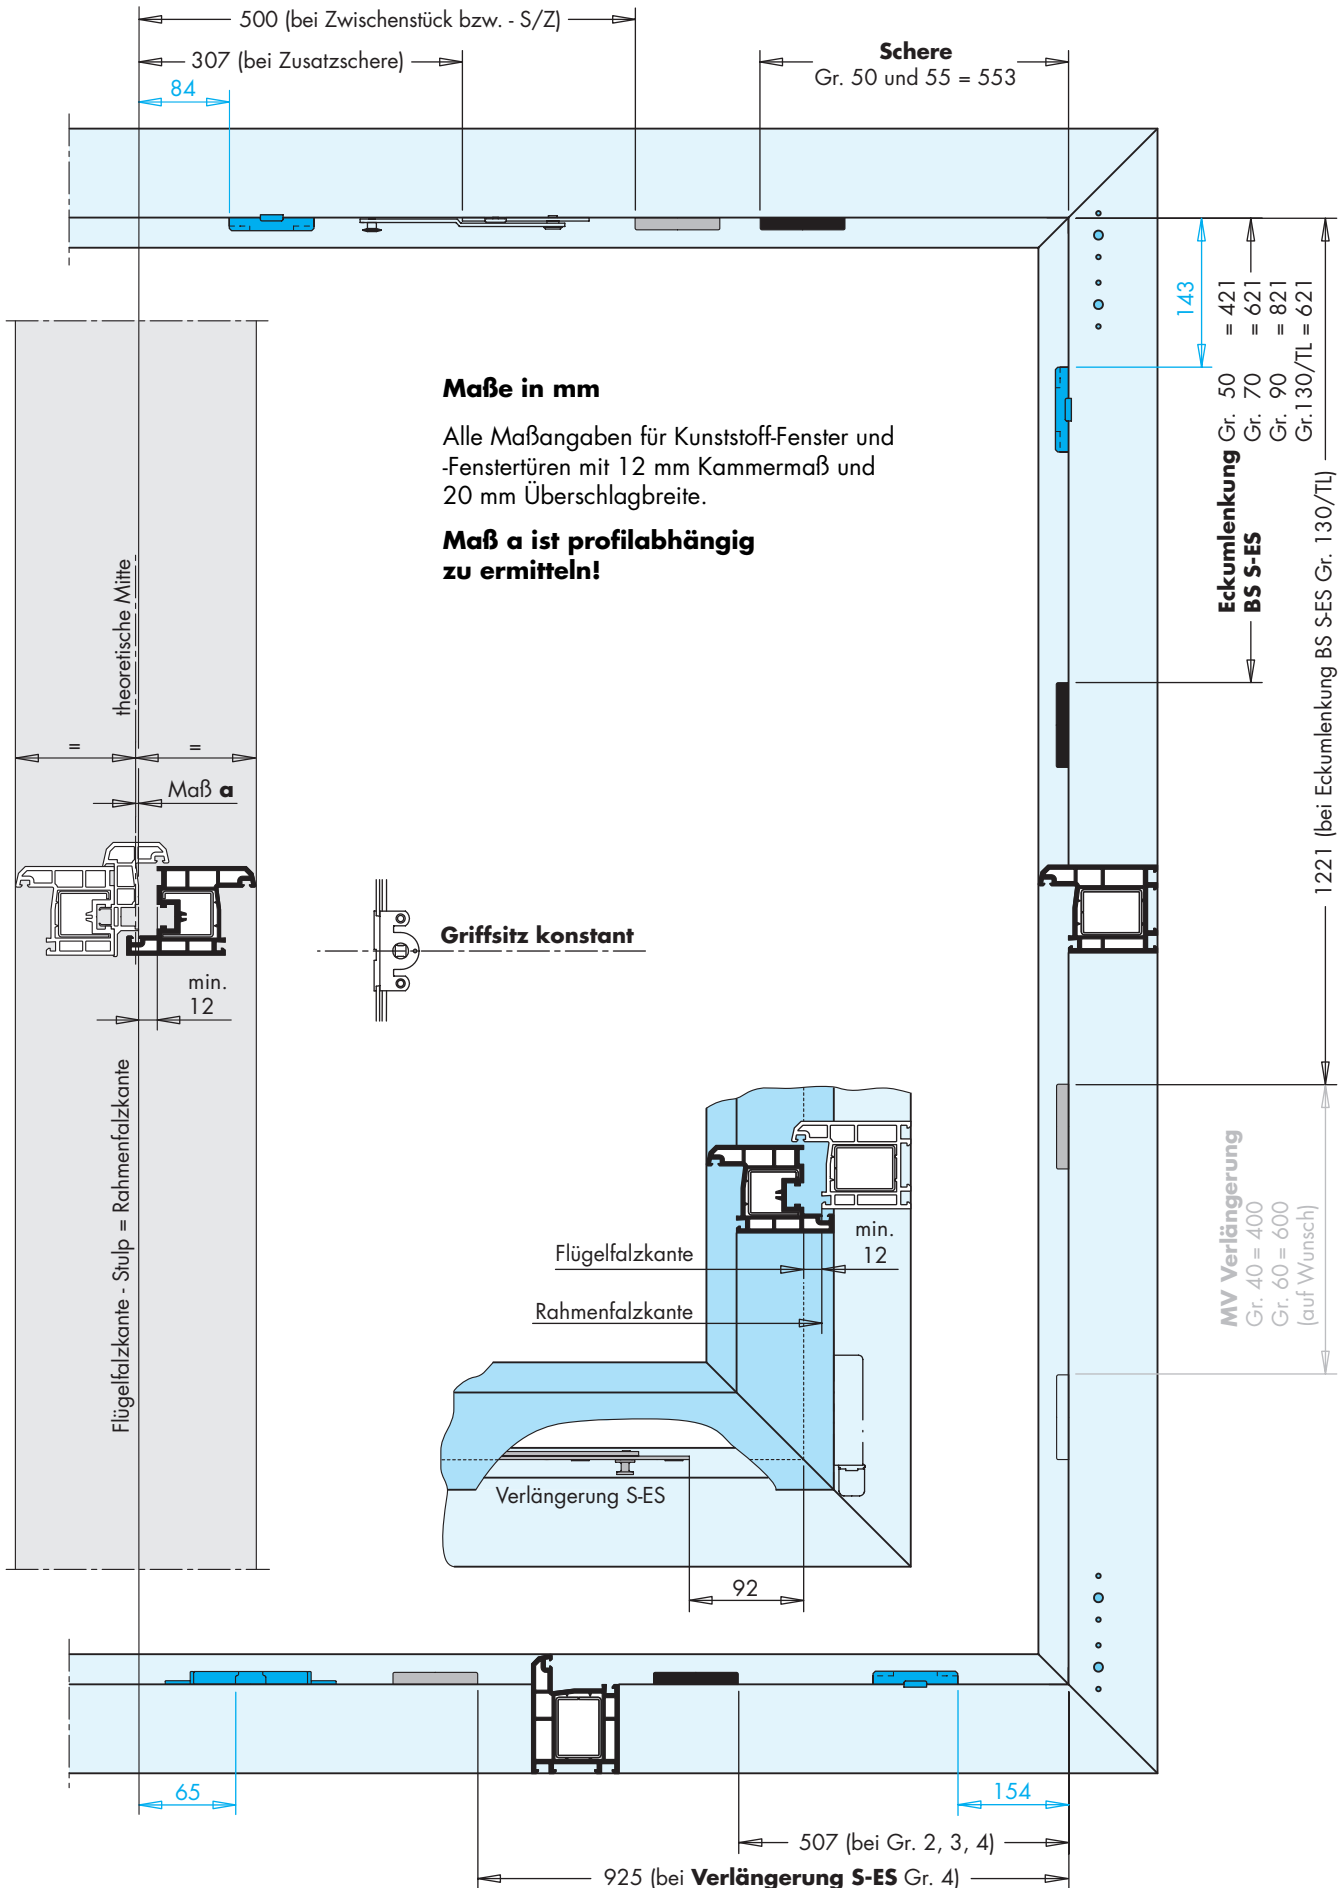 500 (bei Zwischenstück bzw. - S/Z)
307 (bei Zusatzschere)
84
Schere
Gr. 50 und 55 = 553
143
Eckumlenkung
BS S-ES
Gr. 50 = 421
Gr. 70 = 621
Gr. 90 = 821
Gr.130/TL = 621
1221 (bei Eckumlenkung BS S-ES Gr. 130/TL)
Maße in mm
Alle Maßangaben für Kunststoff-Fenster und
-Fenstertüren mit 12 mm Kammermaß und
20 mm Überschlagbreite.
Maß a ist profilabhängig
zu ermitteln!
theoretische Mitte
= =
Maß a
Griffsitz konstant
min.
12
Flügelfalzkante - Stulp = Rahmenfalzkante
min.
12
Flügelfalzkante
Rahmenfalzkante
MV Verlängerung
Gr. 40 = 400
Gr. 60 = 600
(auf Wunsch)
Verlängerung S-ES
92
65
154
507 (bei Gr. 2, 3, 4)
925 (bei Verlängerung S-ES Gr. 4)